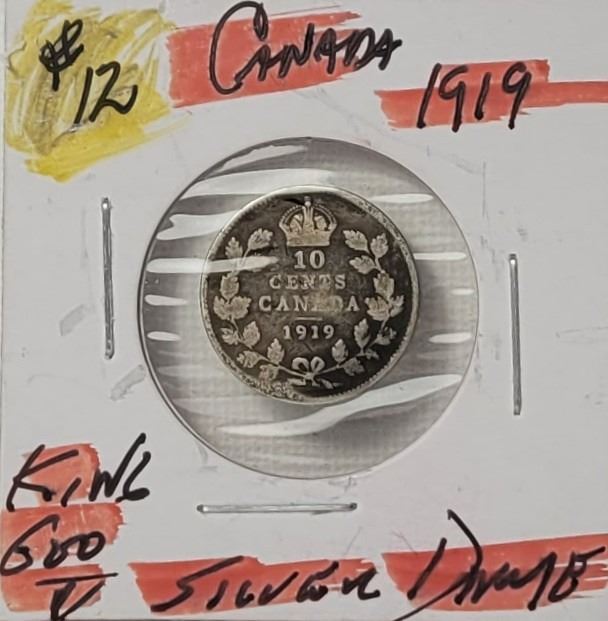 #12 CANADA 1919
10
CENTS
CANADA
1919
KING
GEO
V SILVER DIME